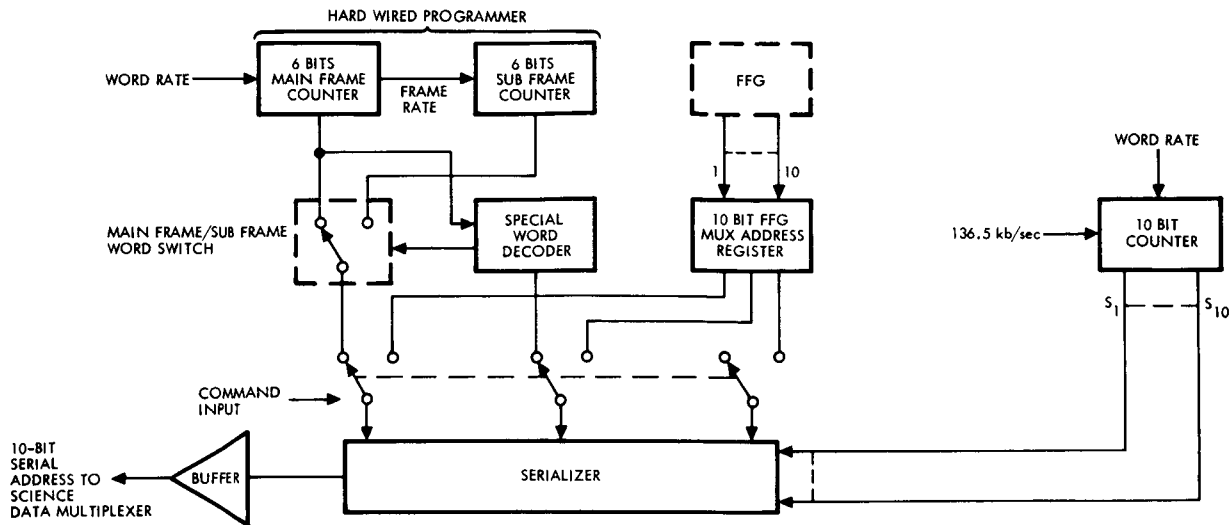 HARD WIRED PROGRAMMER
WORD RATE
6 BITS
MAIN FRAME
COUNTER
FRAME
RATE
6 BITS
SUB FRAME
COUNTER
FFG
1
10
WORD RATE
MAIN FRAME/SUB FRAME
WORD SWITCH
SPECIAL
WORD
DECODER
10 BIT FFG
MUX ADDRESS
REGISTER
136.5 kb/sec
10 BIT
COUNTER
S1
S10
COMMAND
INPUT
10-BIT
SERIAL
ADDRESS TO
SCIENCE
DATA MULTIPLEXER
BUFFER
SERIALIZER